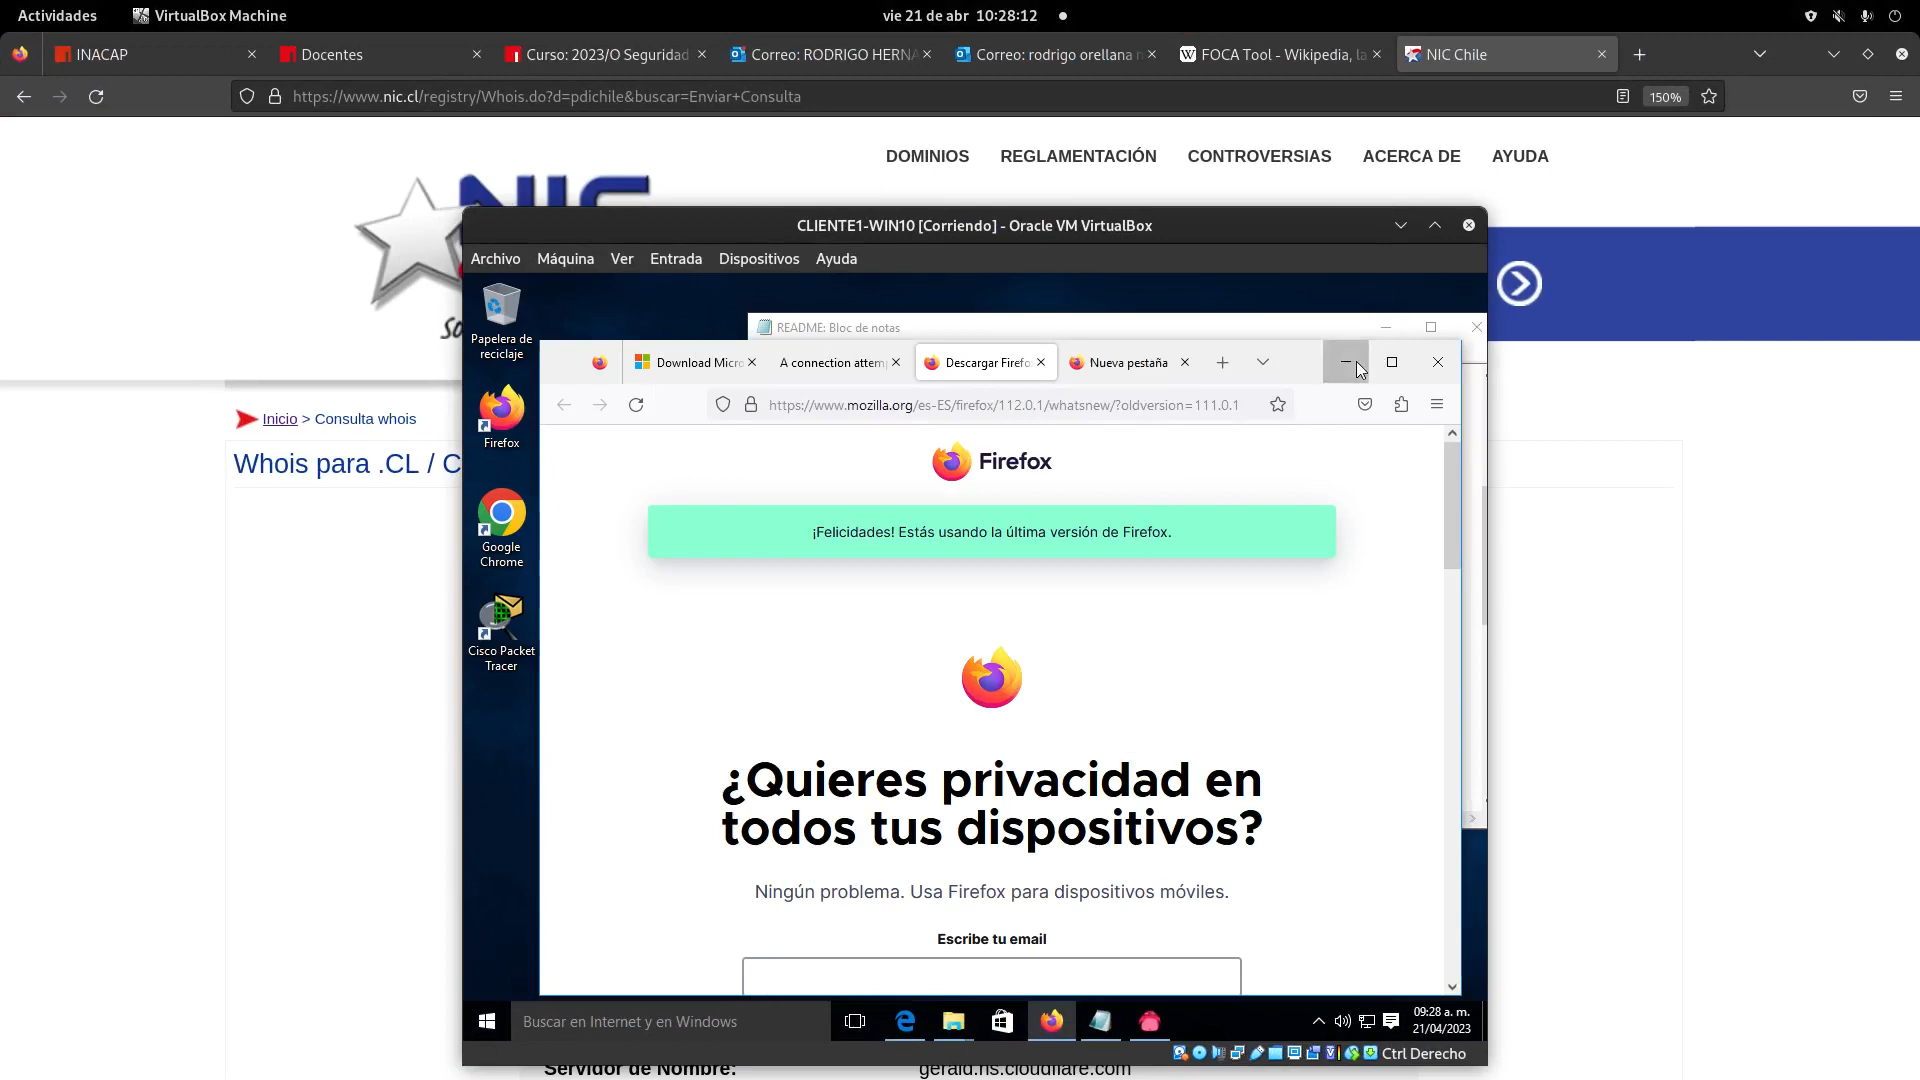 Actividades
VirtualBox Machine
vie 21 de abr 10:28:12
INACAP
Docentes
Curso: 2023/O Seguridad
Correo: RODRIGO HERNA
Correo: rodrigo orellana n
FOCA Tool - Wikipedia, la
NIC Chile
https://www.nic.cl/registry/Whois.do?d=pdichile&buscar=Enviar+Consulta
150%
DOMINIOS
REGLAMENTACIÓN
CONTROVERSIAS
ACERCA DE
AYUDA
NIC
Inicio > Consulta whois
Whois para .CL / C
CLIENTE1-WIN10 [Corriendo] - Oracle VM VirtualBox
Archivo
Máquina
Ver
Entrada
Dispositivos
Ayuda
Papelera de
reciclaje
Firefox
Google
Chrome
Cisco Packet
Tracer
README: Bloc de notas
Download Micro
A connection attemp
Descargar Firefo
Nueva pestaña
https://www.mozilla.org/es-ES/firefox/112.0.1/whatsnew/?oldversion=111.0.1
Firefox
¡Felicidades! Estás usando la última versión de Firefox.
¿Quieres privacidad en
todos tus dispositivos?
Ningún problema. Usa Firefox para dispositivos móviles.
Escribe tu email
Buscar en Internet y en Windows
09:28 a. m.
21/04/2023
Ctrl Derecho
Servidor de Nombre:
gerald.ns.cloudflare.com